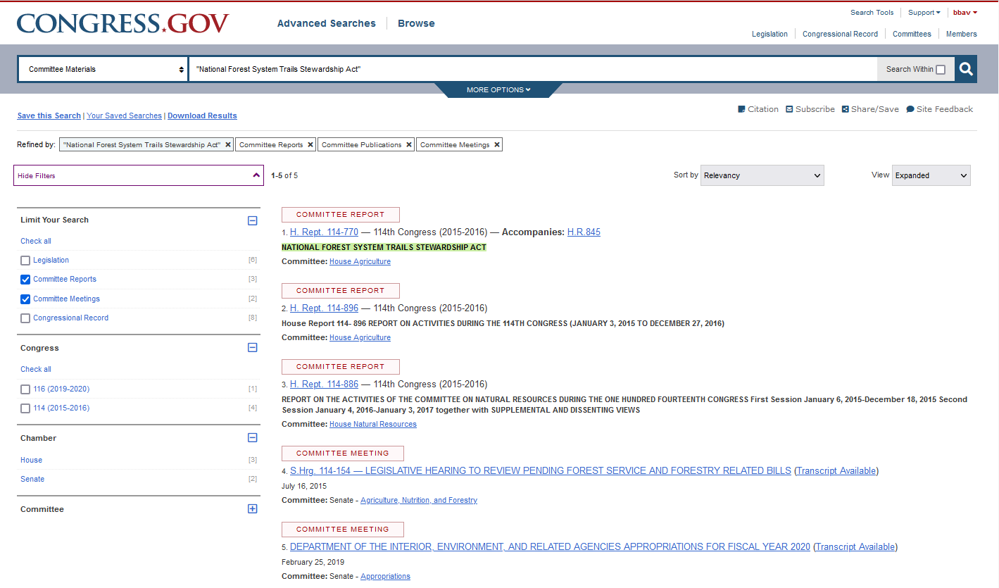 CONGRESS.GOV
Advanced Searches
Browse
Search Tools
Support
bbav
Legislation
Congressional Record
Committees
Members
Committee Materials
"National Forest System Trails Stewardship Act"
Search Within
MORE OPTIONS
Save this Search | Your Saved Searches | Download Results
Citation
Subscribe
Share/Save
Site Feedback
Refined by: "National Forest System Trails Stewardship Act" Committee Reports Committee Publications Committee Meetings
Hide Filters
1-5 of 5
Sort by Relevancy
View Expanded
Limit Your Search
Check all
Legislation [6]
Committee Reports [3]
Committee Meetings [2]
Congressional Record [8]
Congress
Check all
116 (2019-2020) [1]
114 (2015-2016) [4]
Chamber
House [3]
Senate [2]
Committee
COMMITTEE REPORT
1. H. Rept. 114-770 — 114th Congress (2015-2016) — Accompanies: H.R.845
NATIONAL FOREST SYSTEM TRAILS STEWARDSHIP ACT
Committee: House Agriculture
COMMITTEE REPORT
2. H. Rept. 114-896 — 114th Congress (2015-2016)
House Report 114- 896 REPORT ON ACTIVITIES DURING THE 114TH CONGRESS (JANUARY 3, 2015 TO DECEMBER 27, 2016)
Committee: House Agriculture
COMMITTEE REPORT
3. H. Rept. 114-886 — 114th Congress (2015-2016)
REPORT ON THE ACTIVITIES OF THE COMMITTEE ON NATURAL RESOURCES DURING THE ONE HUNDRED FOURTEENTH CONGRESS First Session January 6, 2015-December 18, 2015 Second
Session January 4, 2016-January 3, 2017 together with SUPPLEMENTAL AND DISSENTING VIEWS
Committee: House Natural Resources
COMMITTEE MEETING
4. S.Hrg. 114-154 — LEGISLATIVE HEARING TO REVIEW PENDING FOREST SERVICE AND FORESTRY RELATED BILLS (Transcript Available)
July 16, 2015
Committee: Senate - Agriculture, Nutrition, and Forestry
COMMITTEE MEETING
5. DEPARTMENT OF THE INTERIOR, ENVIRONMENT, AND RELATED AGENCIES APPROPRIATIONS FOR FISCAL YEAR 2020 (Transcript Available)
February 25, 2019
Committee: Senate - Appropriations